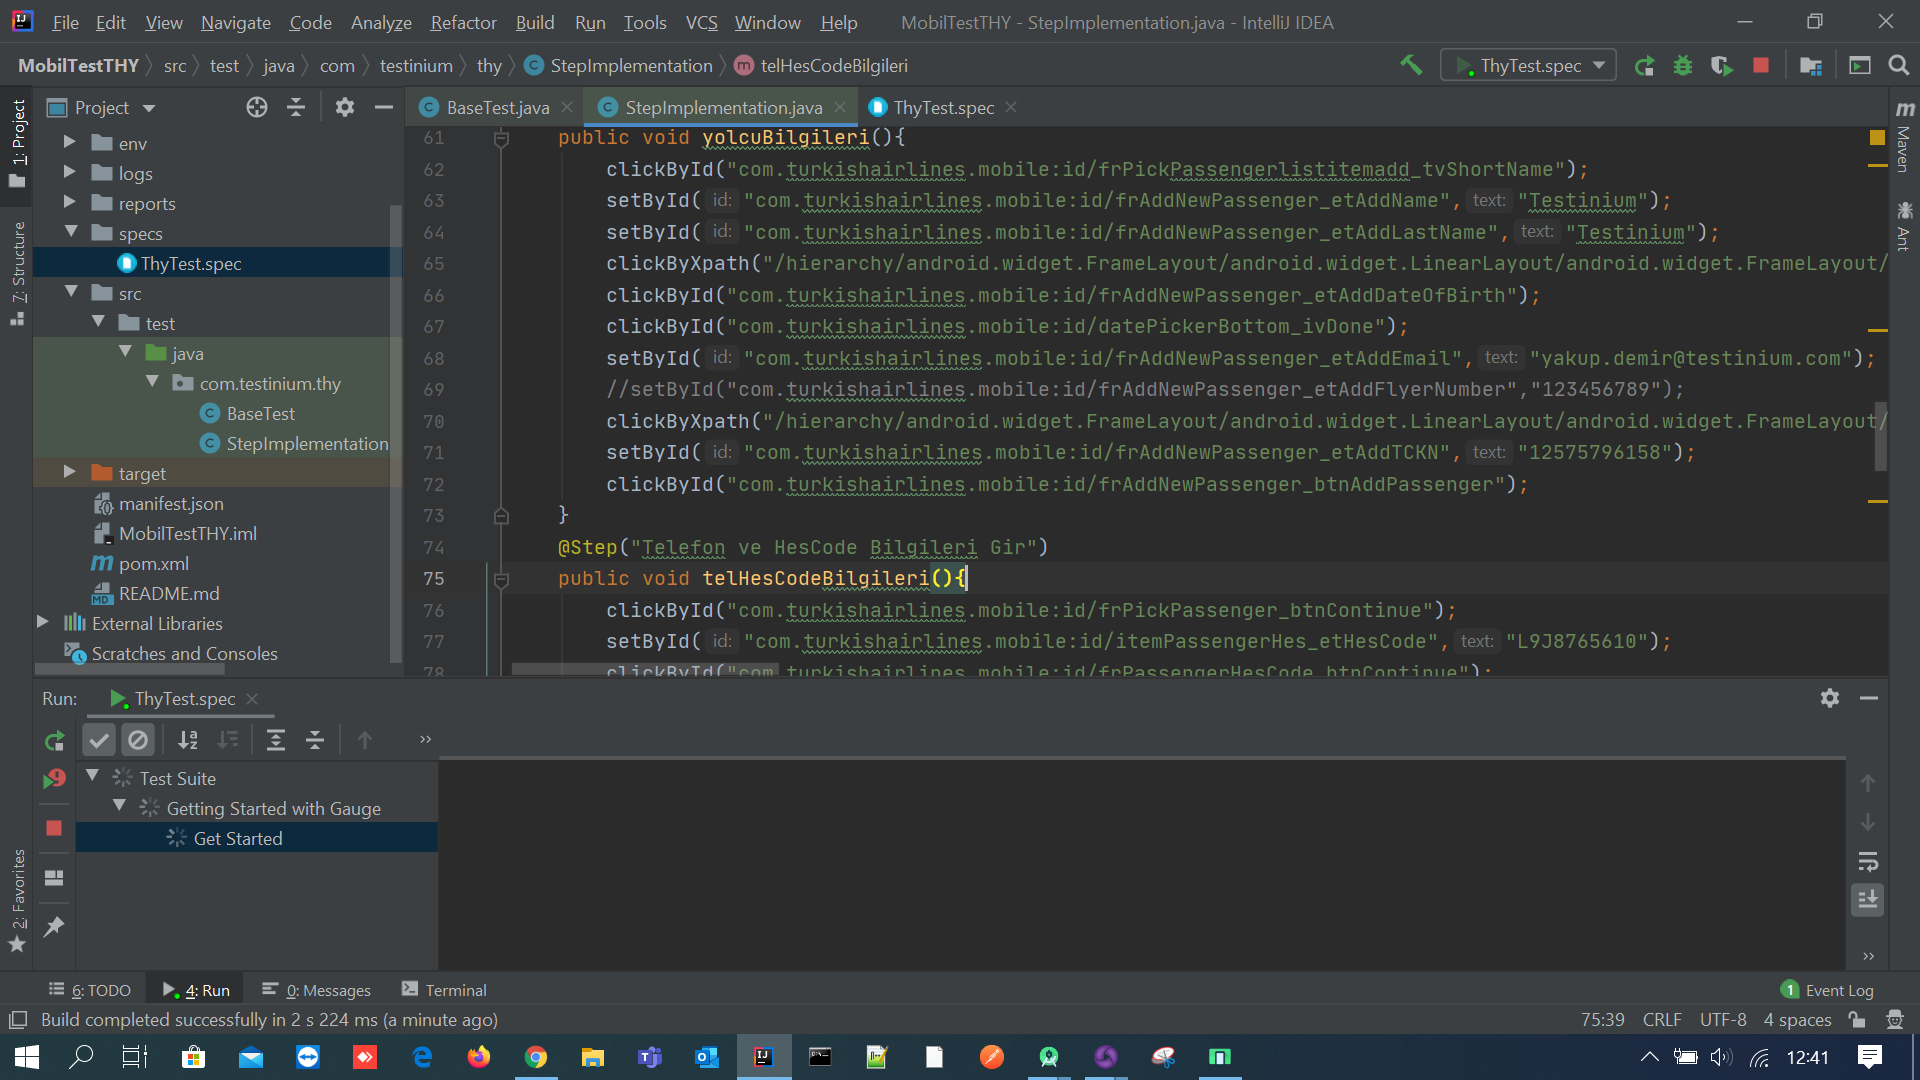 File Edit View Navigate Code Analyze Refactor Build Run Tools VCS Window Help MobilTestTHY - StepImplementation.java - IntelliJ IDEA
MobilTestTHY src test java com testinium thy StepImplementation telHesCodeBilgileri ThyTest.spec
1: Project
7: Structure
2: Favorites
Project
env
logs
reports
specs
ThyTest.spec
src
test
java
com.testinium.thy
BaseTest
StepImplementation
target
manifest.json
MobilTestTHY.iml
pom.xml
README.md
External Libraries
Scratches and Consoles
BaseTest.java StepImplementation.java ThyTest.spec
61 public void yolcuBilgileri(){
62 clickById("com.turkishairlines.mobile:id/frPickPassengerlistitemadd_tvShortName");
63 setById( id: "com.turkishairlines.mobile:id/frAddNewPassenger_etAddName", text: "Testinium");
64 setById( id: "com.turkishairlines.mobile:id/frAddNewPassenger_etAddLastName", text: "Testinium");
65 clickByXpath("/hierarchy/android.widget.FrameLayout/android.widget.LinearLayout/android.widget.FrameLayout/
66 clickById("com.turkishairlines.mobile:id/frAddNewPassenger_etAddDateOfBirth");
67 clickById("com.turkishairlines.mobile:id/datePickerBottom_ivDone");
68 setById( id: "com.turkishairlines.mobile:id/frAddNewPassenger_etAddEmail", text: "yakup.demir@testinium.com");
69 //setById("com.turkishairlines.mobile:id/frAddNewPassenger_etAddFlyerNumber","123456789");
70 clickByXpath("/hierarchy/android.widget.FrameLayout/android.widget.LinearLayout/android.widget.FrameLayout/
71 setById( id: "com.turkishairlines.mobile:id/frAddNewPassenger_etAddTCKN", text: "12575796158");
72 clickById("com.turkishairlines.mobile:id/frAddNewPassenger_btnAddPassenger");
73 }
74 @Step("Telefon ve HesCode Bilgileri Gir")
75 public void telHesCodeBilgileri(){
76 clickById("com.turkishairlines.mobile:id/frPickPassenger_btnContinue");
77 setById( id: "com.turkishairlines.mobile:id/itemPassengerHes_etHesCode", text: "L9J8765610");
78 clickById("com.turkishairlines.mobile:id/frPassengerHesCode_btnContinue");
m Maven
Ant
Run: ThyTest.spec
Test Suite
Getting Started with Gauge
Get Started
6: TODO 4: Run 0: Messages Terminal 1 Event Log
Build completed successfully in 2 s 224 ms (a minute ago) 75:39 CRLF UTF-8 4 spaces
12:41